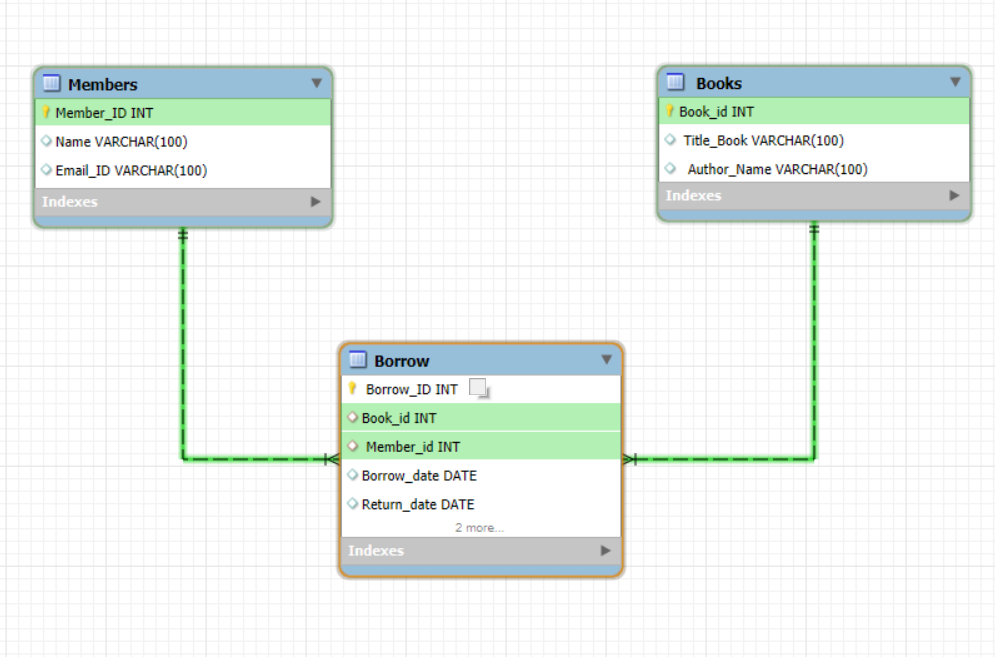 Members
Member_ID INT
Name VARCHAR(100)
Email_ID VARCHAR(100)
Indexes
Books
Book_id INT
Title_Book VARCHAR(100)
Author_Name VARCHAR(100)
Indexes
Borrow
Borrow_ID INT
Book_id INT
Member_id INT
Borrow_date DATE
Return_date DATE
2 more...
Indexes